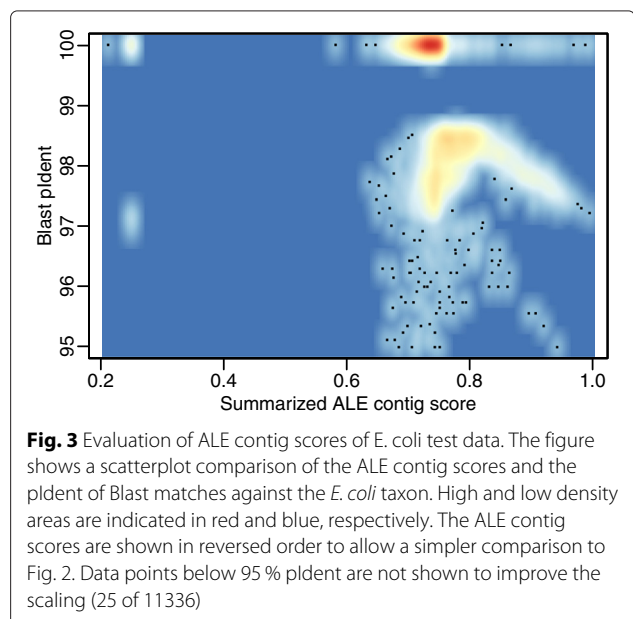 100
99
98
97
96
95
Blast pIdent
0.2 0.4 0.6 0.8 1.0
Summarized ALE contig score
Fig. 3 Evaluation of ALE contig scores of E. coli test data. The figure
shows a scatterplot comparison of the ALE contig scores and the
pIdent of Blast matches against the E. coli taxon. High and low density
areas are indicated in red and blue, respectively. The ALE contig
scores are shown in reversed order to allow a simpler comparison to
Fig. 2. Data points below 95 % pIdent are not shown to improve the
scaling (25 of 11336)